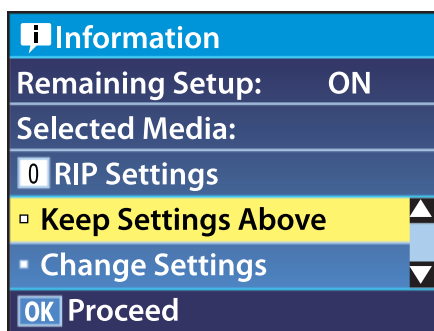 Information
Remaining Setup: ON
Selected Media:
0 RIP Settings
Keep Settings Above
Change Settings
OK Proceed